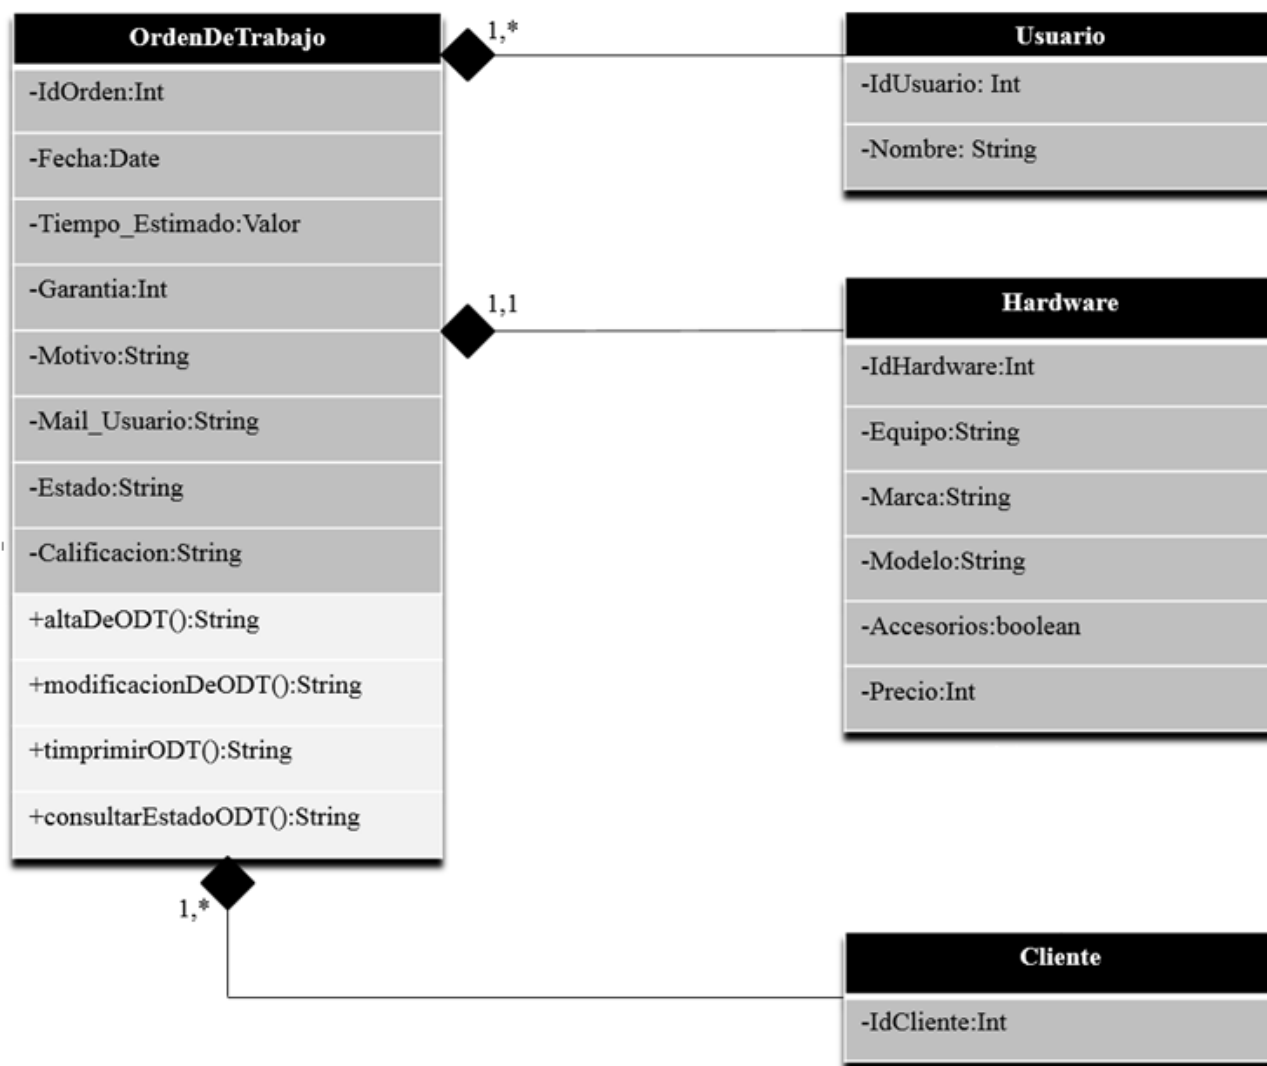 OrdenDeTrabajo
-IdOrden:Int
-Fecha:Date
-Tiempo_Estimado:Valor
-Garantia:Int
-Motivo:String
-Mail_Usuario:String
-Estado:String
-Calificacion:String
+altaDeODT():String
+modificacionDeODT():String
+timprimirODT():String
+consultarEstadoODT():String
1,*
1,1
1,*
Usuario
-IdUsuario: Int
-Nombre: String
Hardware
-IdHardware:Int
-Equipo:String
-Marca:String
-Modelo:String
-Accesorios:boolean
-Precio:Int
Cliente
-IdCliente:Int